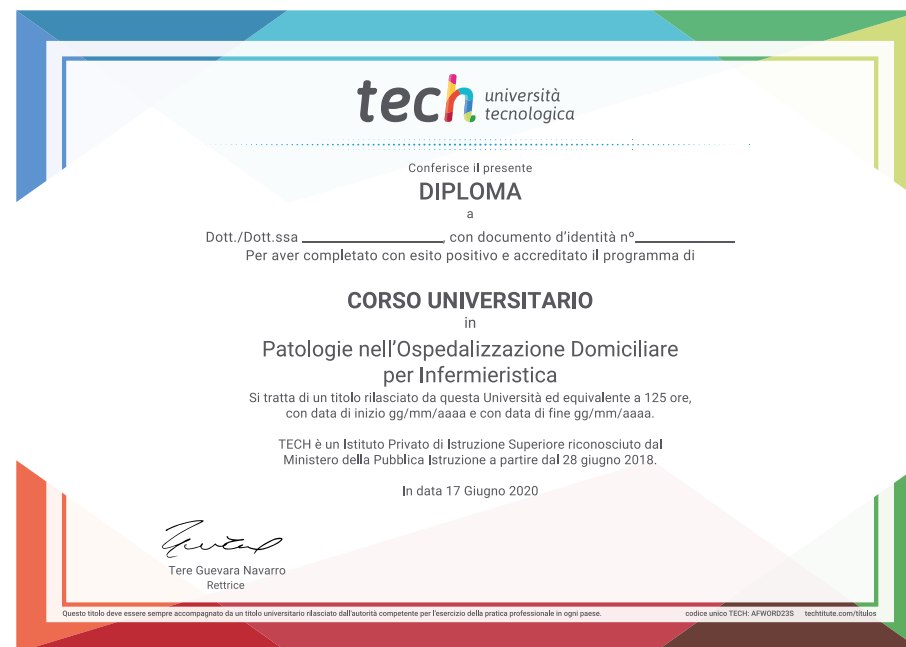 tech università
tecnologica
Conferisce il presente
DIPLOMA
a
Dott./Dott.ssa ____________________, con documento d'identità nº______________
Per aver completato con esito positivo e accreditato il programma di
CORSO UNIVERSITARIO
in
Patologie nell'Ospedalizzazione Domiciliare
per Infermieristica
Si tratta di un titolo rilasciato da questa Università ed equivalente a 125 ore,
con data di inizio gg/mm/aaaa e con data di fine gg/mm/aaaa.
TECH è un Istituto Privato di Istruzione Superiore riconosciuto dal
Ministero della Pubblica Istruzione a partire dal 28 giugno 2018.
In data 17 Giugno 2020
Tere Guevara Navarro
Rettrice
Questo titolo deve essere sempre accompagnato da un titolo universitario rilasciato dall'autorità competente per l'esercizio della pratica professionale in ogni paese. codice unico TECH: AFWORD23S techtitute.com/titulos